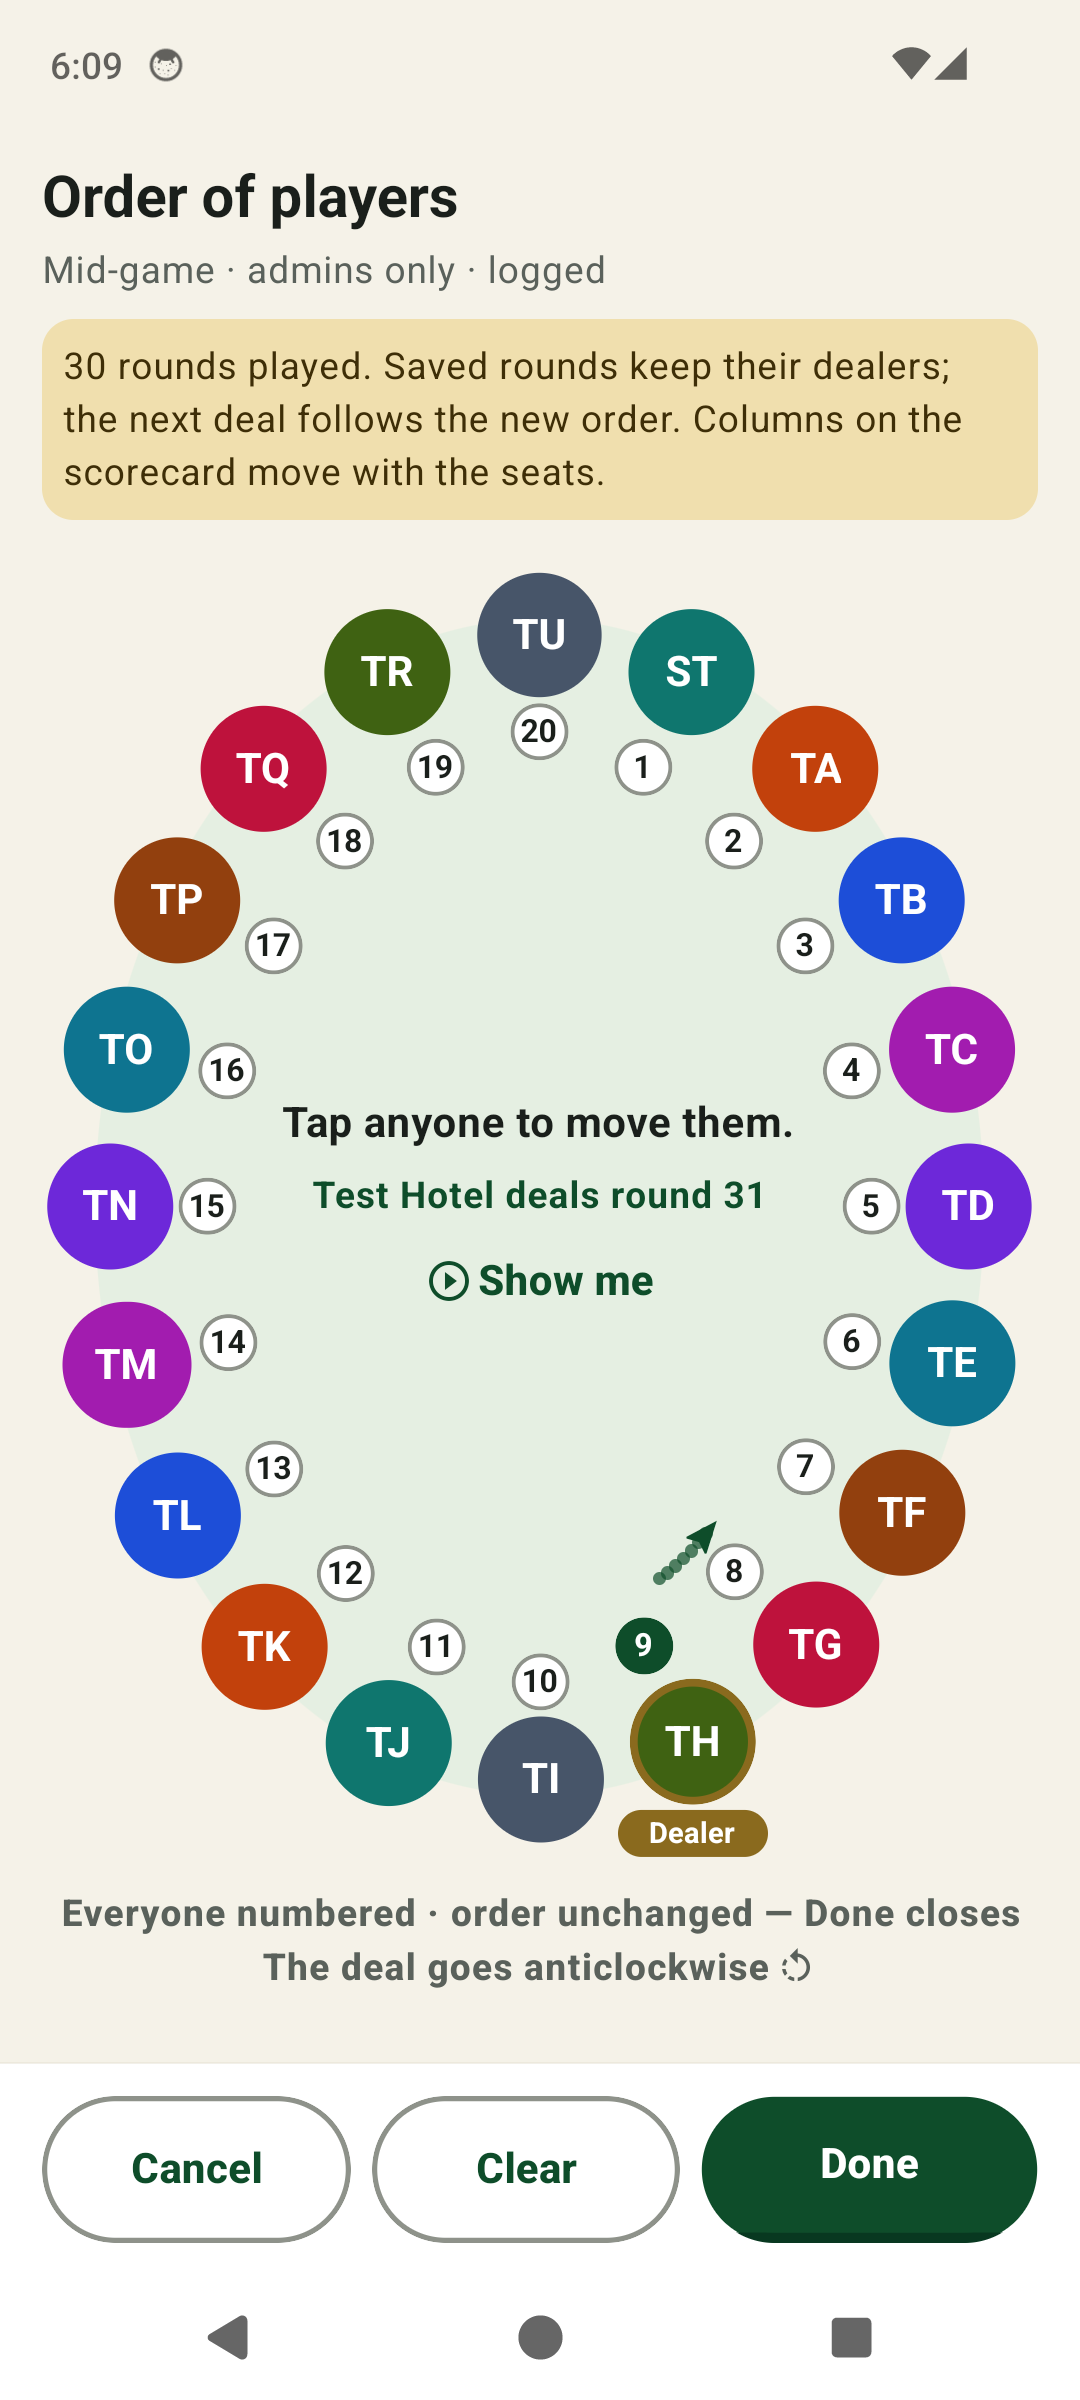 6:09
Order of players
Mid-game · admins only · logged
30 rounds played. Saved rounds keep their dealers;
the next deal follows the new order. Columns on the
scorecard move with the seats.
TU
TR
ST
20
19
1
TQ
TA
18
2
TP
TB
17
3
TO
TC
16
4
Tap anyone to move them.
Test Hotel deals round 31
TN
15
5
TD
Show me
TM
14
6
TE
13
7
TL
TF
12
8
TK
11
10
9
TG
TJ
TI
TH
Dealer
Everyone numbered · order unchanged — Done closes
The deal goes anticlockwise
Cancel
Clear
Done